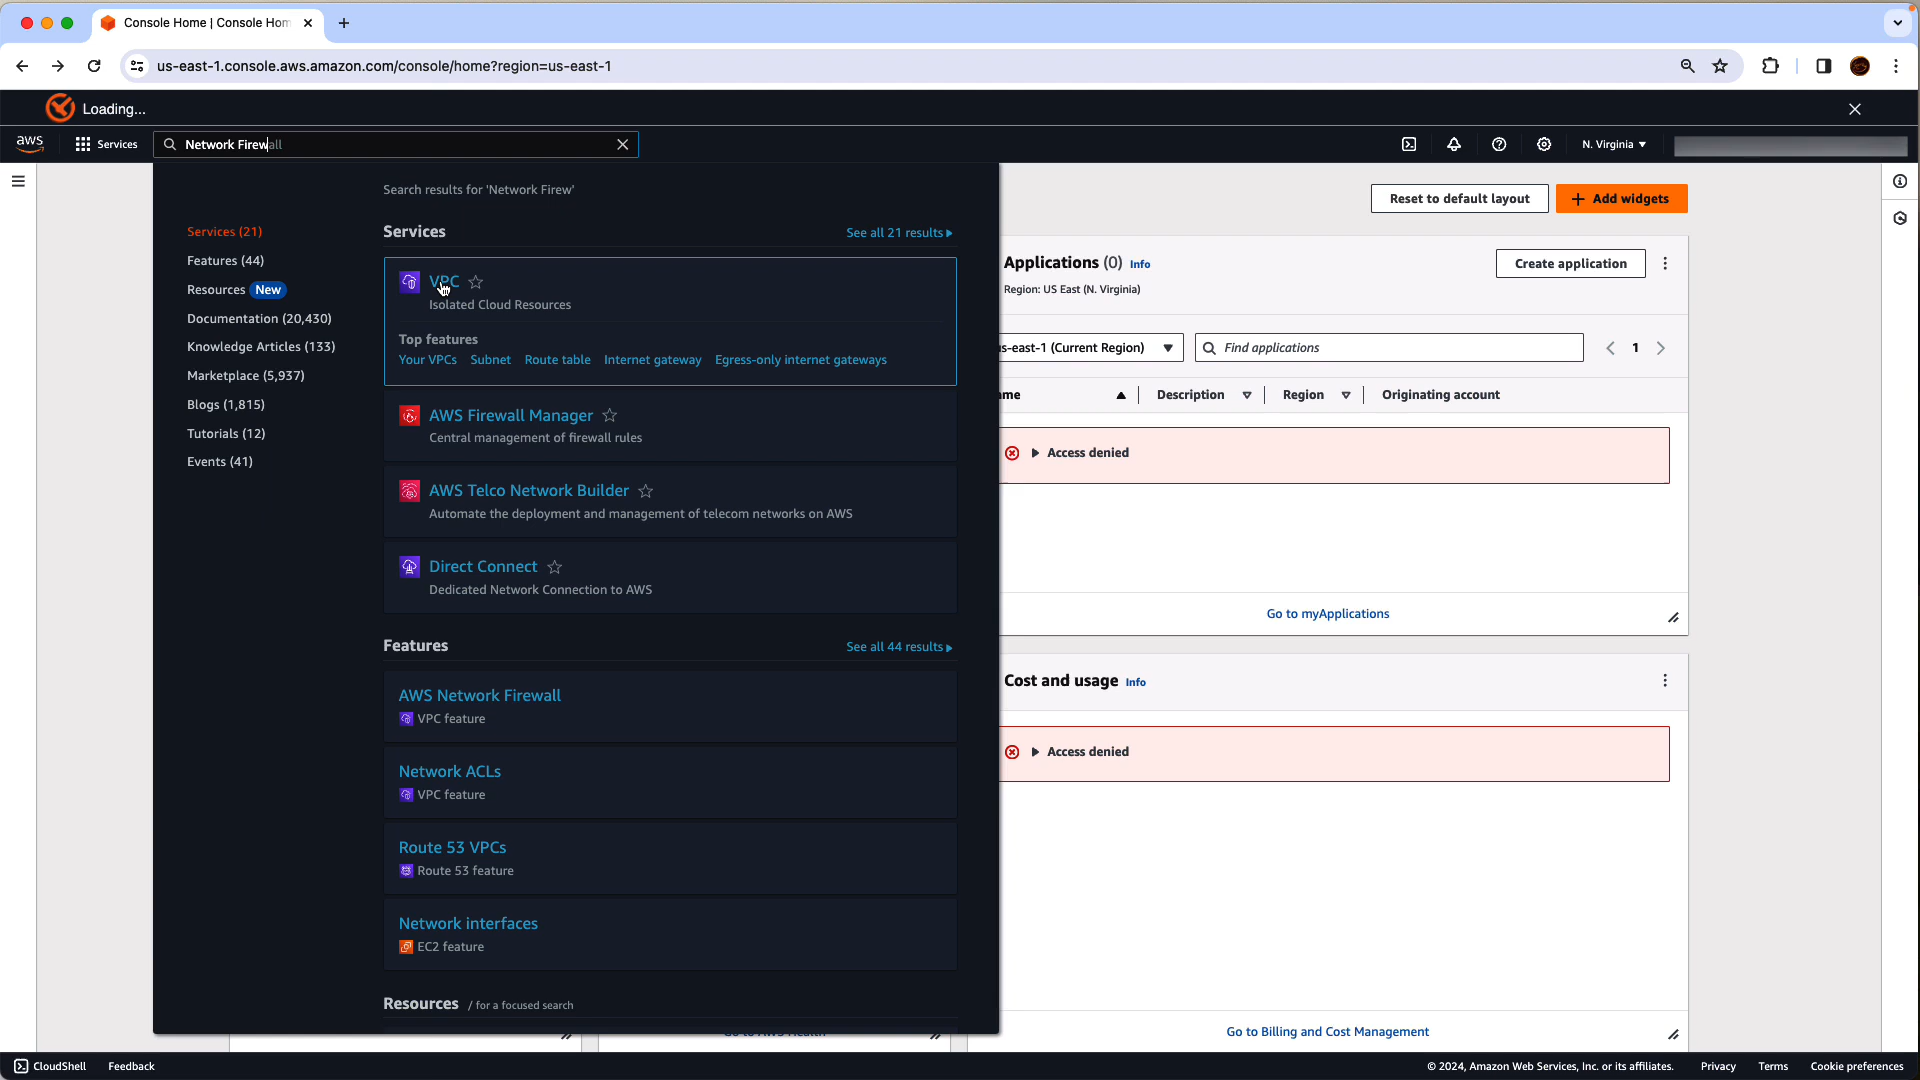 Console Home | Console Hom
us-east-1.console.aws.amazon.com/console/home?region=us-east-1
Loading...
aws
Services
Network Firewall
N. Virginia
Search results for 'Network Firew'
Services (21)
Features (44)
Resources New
Documentation (20,430)
Knowledge Articles (133)
Marketplace (5,937)
Blogs (1,815)
Tutorials (12)
Events (41)
Services
See all 21 results
VPC
Isolated Cloud Resources
Top features
Your VPCs Subnet Route table Internet gateway Egress-only internet gateways
AWS Firewall Manager
Central management of firewall rules
AWS Telco Network Builder
Automate the deployment and management of telecom networks on AWS
Direct Connect
Dedicated Network Connection to AWS
Features
See all 44 results
AWS Network Firewall
VPC feature
Network ACLs
VPC feature
Route 53 VPCs
Route 53 feature
Network interfaces
EC2 feature
Resources / for a focused search
Reset to default layout
Add widgets
Applications (0) Info
Region: US East (N. Virginia)
Create application
s-east-1 (Current Region)
Find applications
1
me
Description
Region
Originating account
Access denied
Go to myApplications
Cost and usage Info
Access denied
Go to Billing and Cost Management
CloudShell
Feedback
© 2024, Amazon Web Services, Inc. or its affiliates.
Privacy
Terms
Cookie preferences